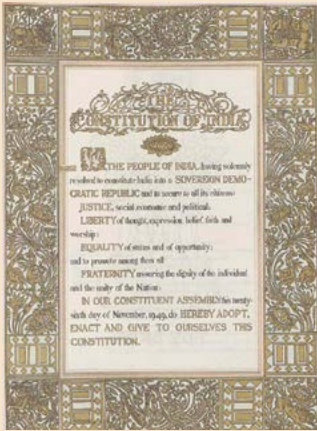 THE
CONSTITUTION OF INDIA
WE, THE PEOPLE OF INDIA, having solemnly
resolved to constitute India into a SOVEREIGN DEMO-
CRATIC REPUBLIC and to secure to all its citizens:
JUSTICE, social, economic and political;
LIBERTY of thought, expression, belief, faith and
worship;
EQUALITY of status and of opportunity;
and to promote among them all
FRATERNITY assuring the dignity of the individual
and the unity of the Nation;
IN OUR CONSTITUENT ASSEMBLY this twenty-
sixth day of November, 1949, do HEREBY ADOPT,
ENACT AND GIVE TO OURSELVES THIS
CONSTITUTION.